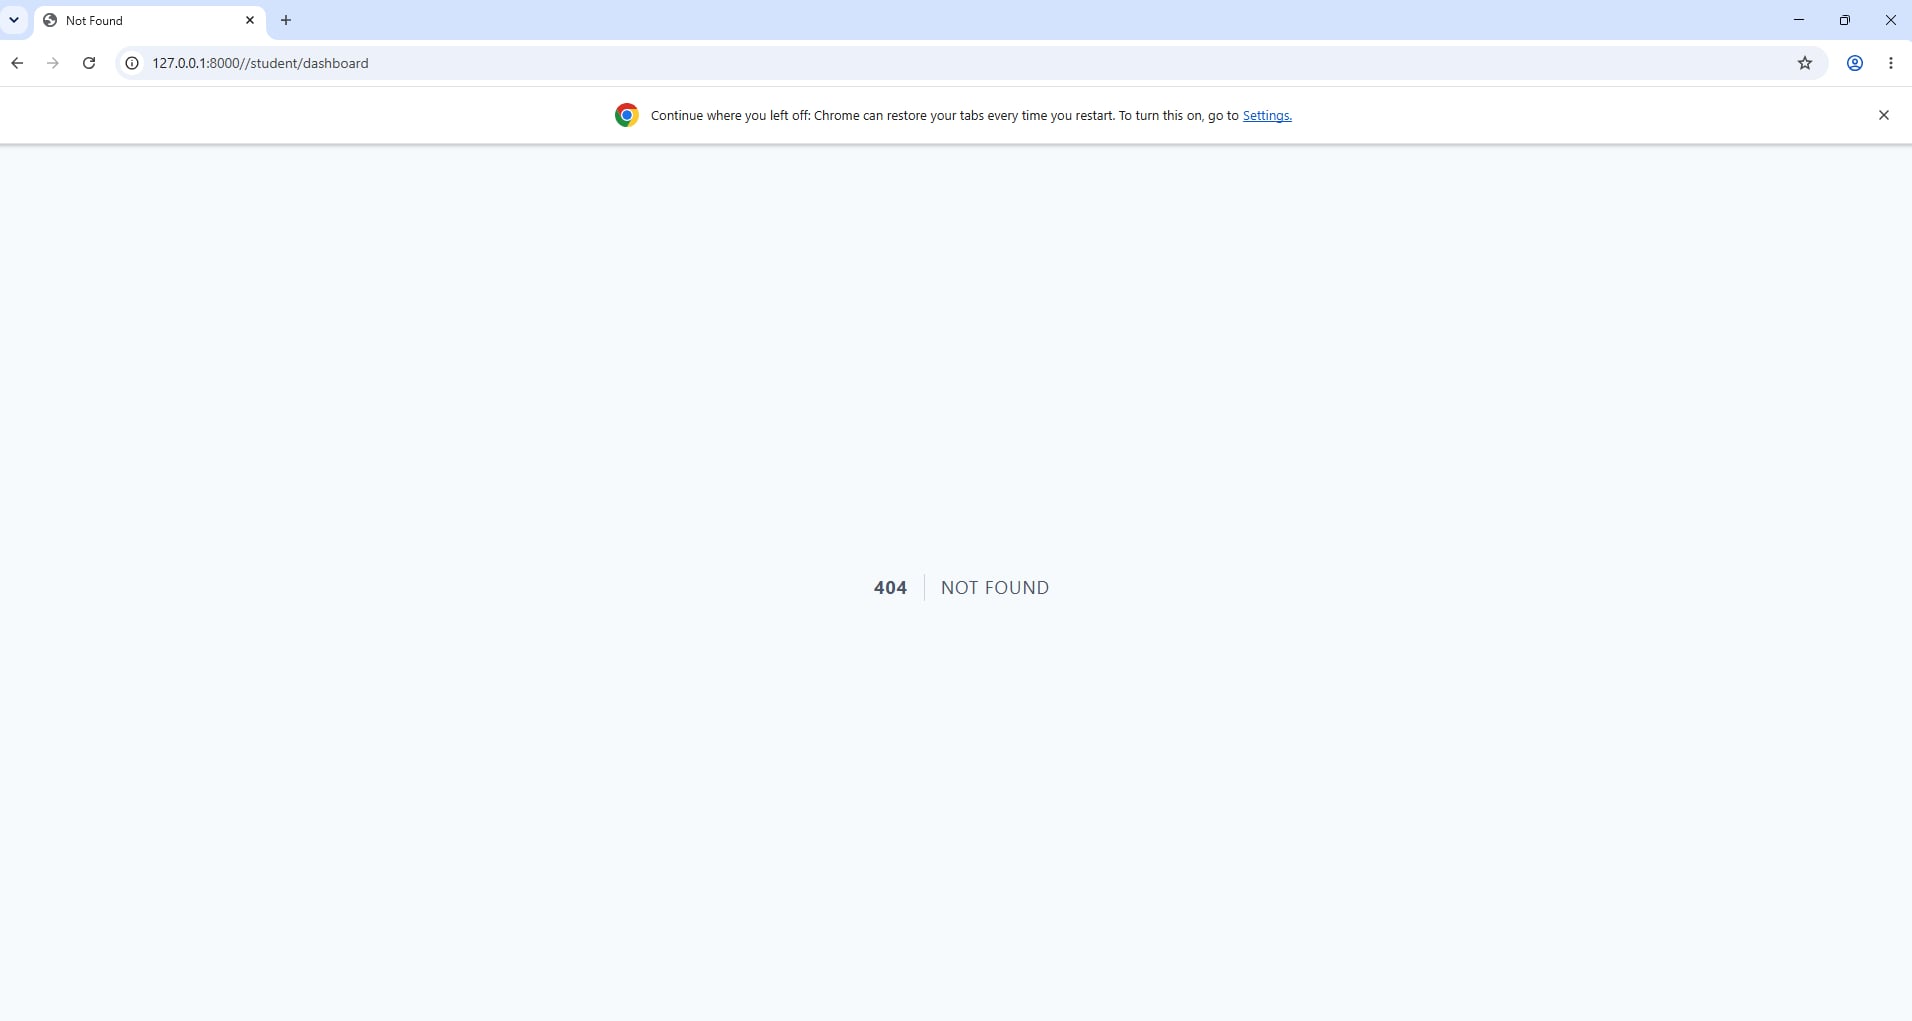 Not Found
127.0.0.1:8000//student/dashboard
Continue where you left off: Chrome can restore your tabs every time you restart. To turn this on, go to Settings.
404 NOT FOUND